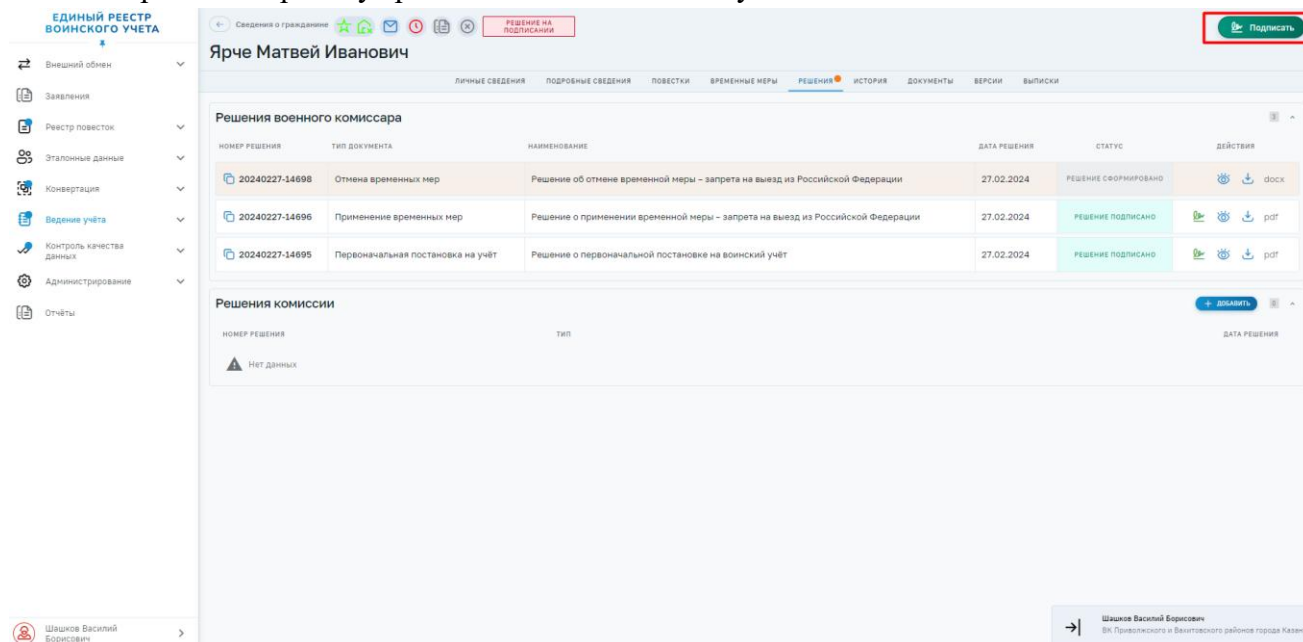 ЕДИНЫЙ РЕЕСТР
ВОИНСКОГО УЧЕТА
Внешний обмен
Заявления
Реестр повесток
Эталонные данные
Конвертация
Ведение учёта
Контроль качества
данных
Администрирование
Отчёты
Шашков Василий
Борисович
Сведения о гражданине
РЕШЕНИЕ НА
ПОДПИСАНИИ
Подписать
Ярче Матвей Иванович
ЛИЧНЫЕ СВЕДЕНИЯ ПОДРОБНЫЕ СВЕДЕНИЯ ПОВЕСТКИ ВРЕМЕННЫЕ МЕРЫ РЕШЕНИЯ ИСТОРИЯ ДОКУМЕНТЫ ВЕРСИИ ВЫПИСКИ
Решения военного комиссара 3
НОМЕР РЕШЕНИЯ ТИП ДОКУМЕНТА НАИМЕНОВАНИЕ ДАТА РЕШЕНИЯ СТАТУС ДЕЙСТВИЯ
20240227-14698 Отмена временных мер Решение об отмене временной меры – запрета на выезд из Российской Федерации 27.02.2024 РЕШЕНИЕ СФОРМИРОВАНО docx
20240227-14696 Применение временных мер Решение о применении временной меры – запрета на выезд из Российской Федерации 27.02.2024 РЕШЕНИЕ ПОДПИСАНО pdf
20240227-14695 Первоначальная постановка на учёт Решение о первоначальной постановке на воинский учёт 27.02.2024 РЕШЕНИЕ ПОДПИСАНО pdf
Решения комиссии + ДОБАВИТЬ 0
НОМЕР РЕШЕНИЯ ТИП ДАТА РЕШЕНИЯ
Нет данных
Шашков Василий Борисович
ВК Приволжского и Вахитовского районов города Казан